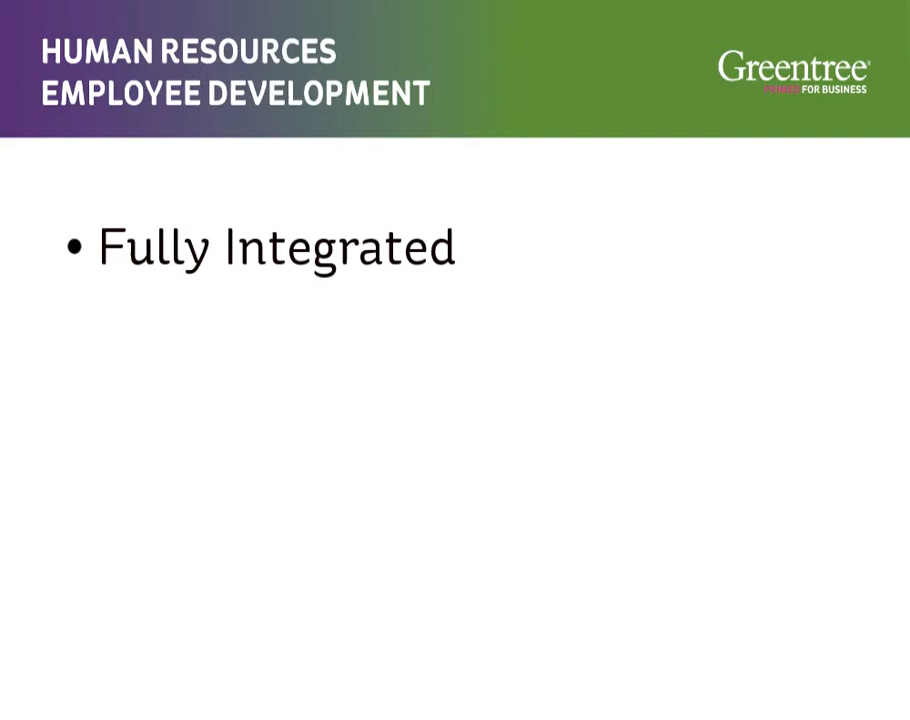 HUMAN RESOURCES
EMPLOYEE DEVELOPMENT
Greentree®
FOR BUSINESS
• Fully Integrated